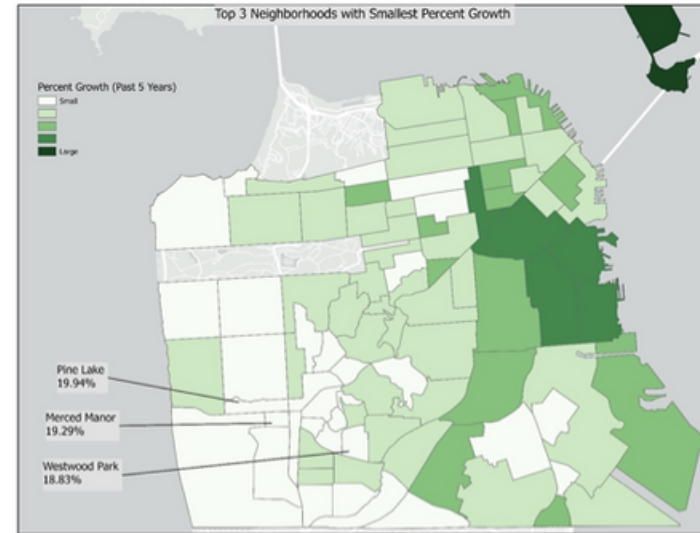 Top 3 Neighborhoods with Smallest Percent Growth
Percent Growth (Past 5 Years)
Small
Large
Pine Lake
19.94%
Merced Manor
19.29%
Westwood Park
18.83%